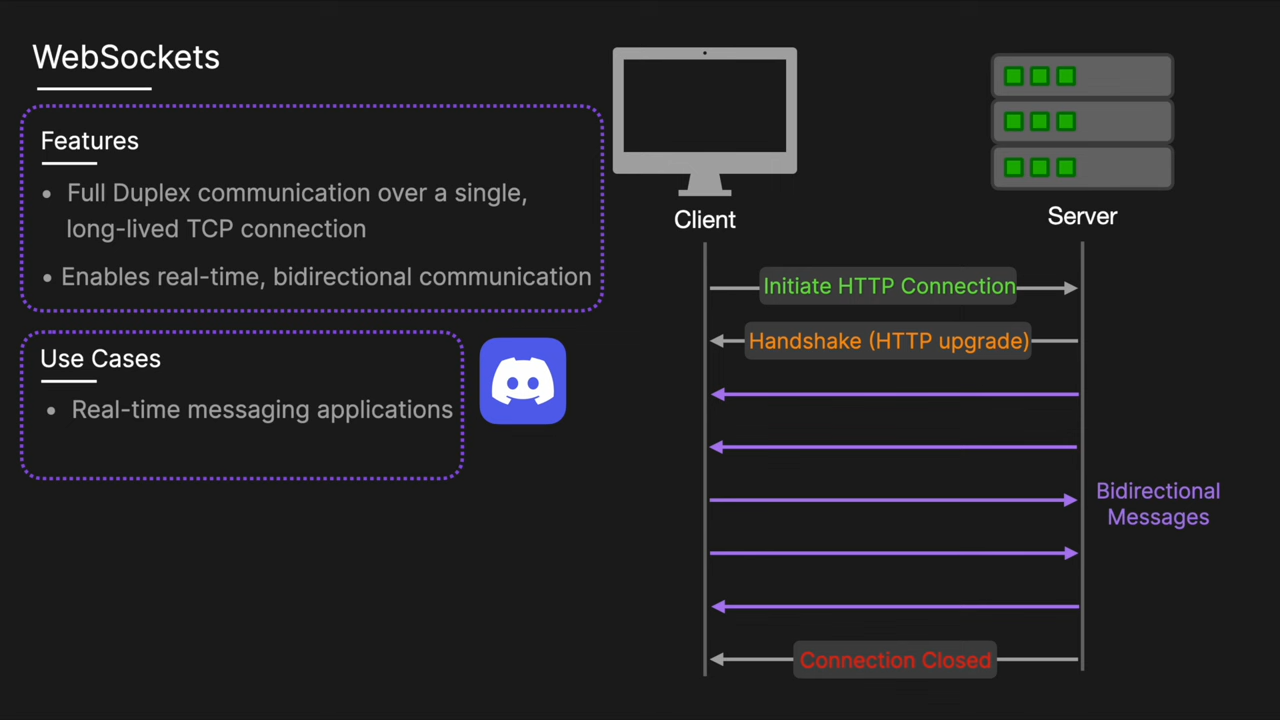 WebSockets
Features
• Full Duplex communication over a single,
long-lived TCP connection
• Enables real-time, bidirectional communication
Use Cases
• Real-time messaging applications
Client
Server
Initiate HTTP Connection
Handshake (HTTP upgrade)
Bidirectional
Messages
Connection Closed